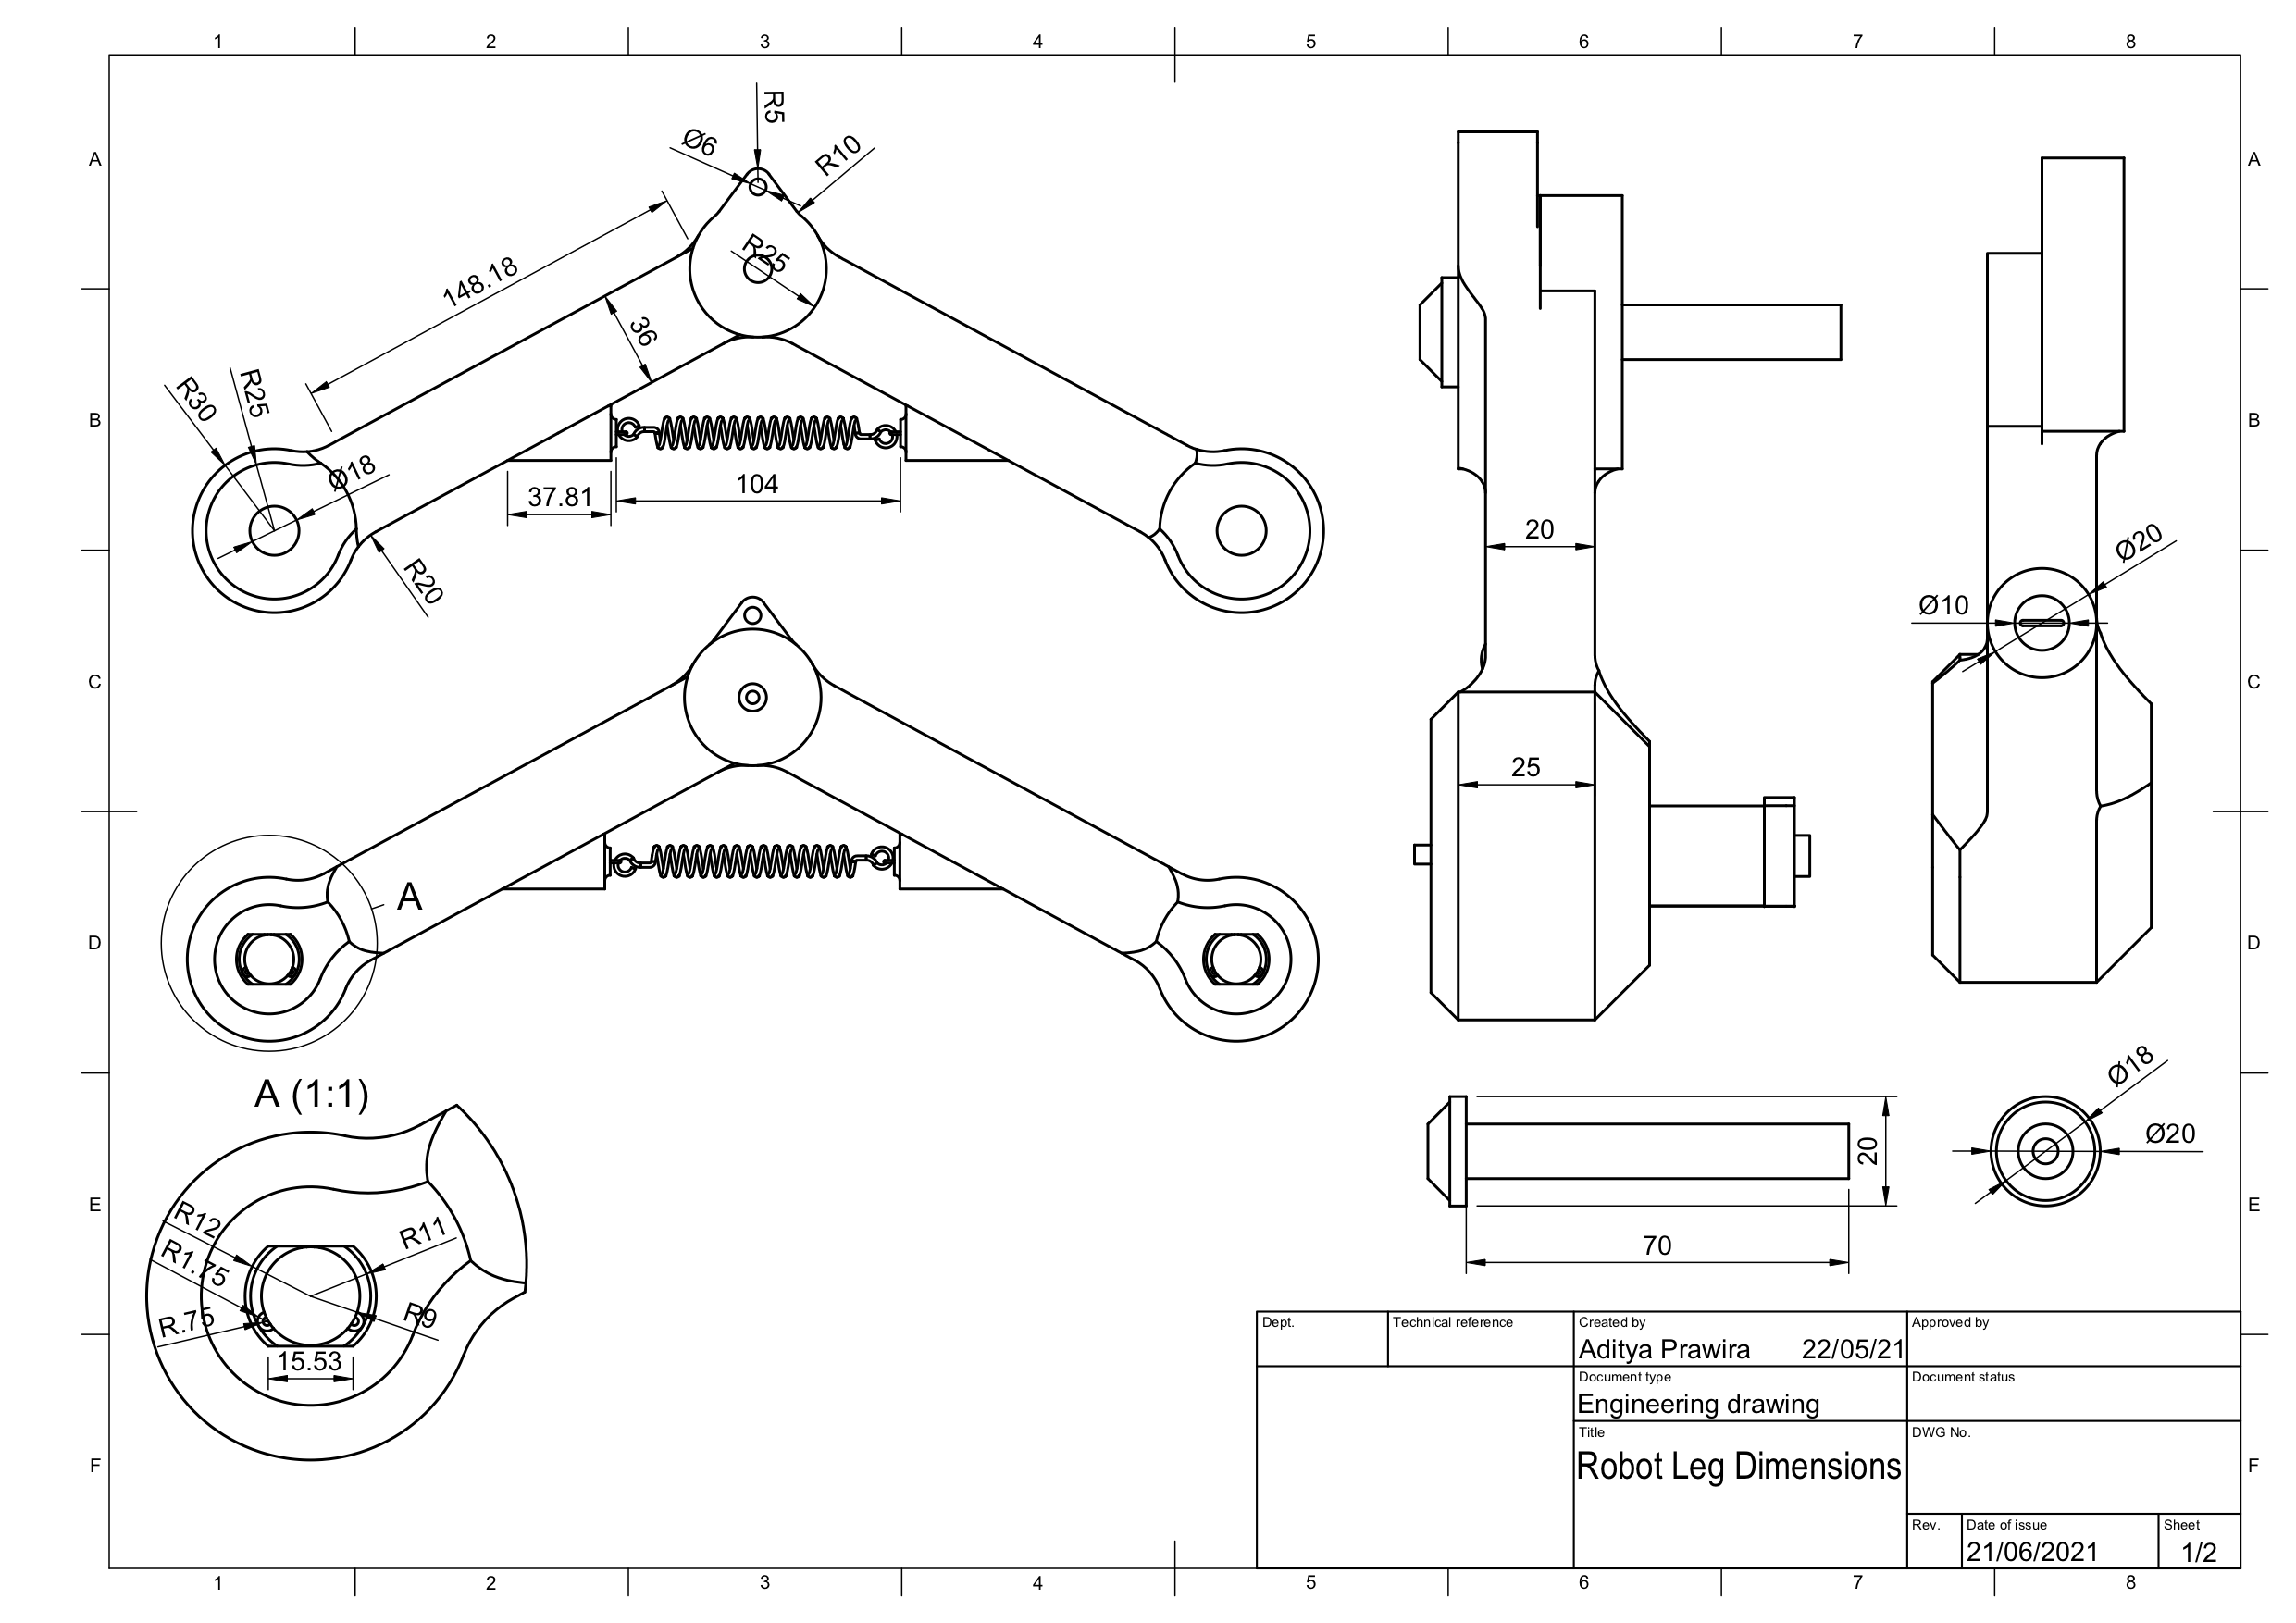 1 2 3 4 5 6 7 8
A A
B B
C C
D D
E E
F F
R5
Ø6
R10
R25
148.18
36
R30
R25
Ø18
R20
37.81
104
20
25
Ø20
Ø10
A
A (1:1)
R12
R1.75
R.75
R11
R9
15.53
20
70
Ø18
Ø20
Dept.
Technical reference
Created by
Aditya Prawira 22/05/21
Approved by
Document type
Engineering drawing
Document status
Title
Robot Leg Dimensions
DWG No.
Rev.
Date of issue
21/06/2021
Sheet
1/2
1 2 3 4 5 6 7 8